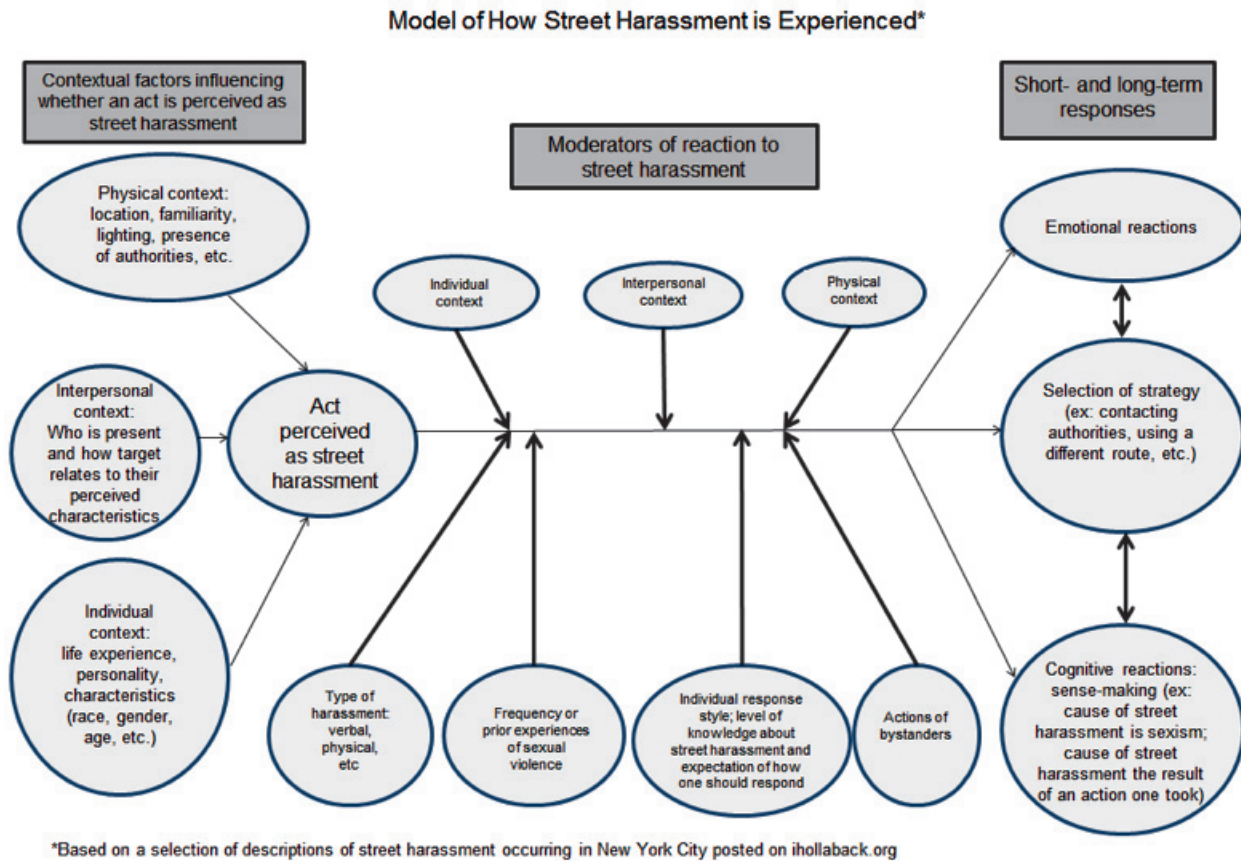 Model of How Street Harassment is Experienced*
Contextual factors influencing
whether an act is perceived as
street harassment
Moderators of reaction to
street harassment
Short- and long-term
responses
Physical context:
location, familiarity,
lighting, presence
of authorities, etc.
Interpersonal
context:
Who is present
and how target
relates to their
perceived
characteristics
Individual
context:
life experience,
personality,
characteristics
(race, gender,
age, etc.)
Act
perceived
as street
harassment
Individual
context
Interpersonal
context
Physical
context
Type of
harassment:
verbal,
physical,
etc
Frequency or
prior experiences
of sexual
violence
Individual response
style; level of
knowledge about
street harassment and
expectation of how
one should respond
Actions of
bystanders
Emotional reactions
Selection of strategy
(ex: contacting
authorities, using a
different route, etc.)
Cognitive reactions:
sense-making (ex:
cause of street
harassment is sexism;
cause of street
harassment the result
of an action one took)
*Based on a selection of descriptions of street harassment occurring in New York City posted on ihollaback.org